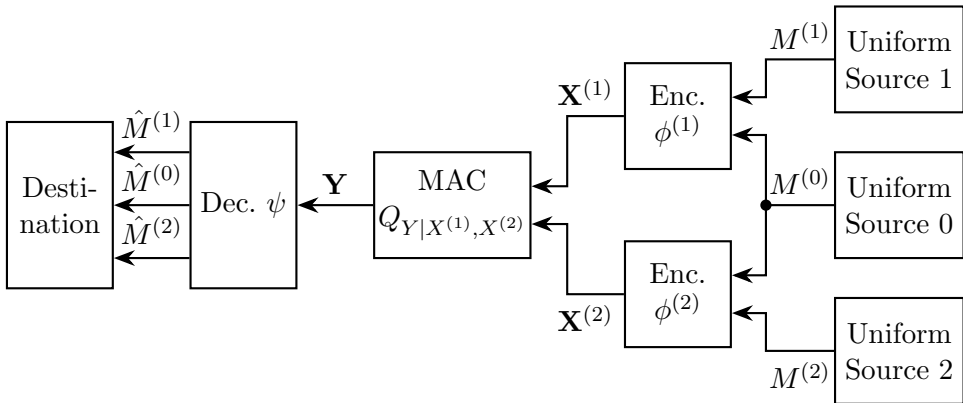 Desti-
nation
M̂^(1)
M̂^(0)
M̂^(2)
Dec. ψ
Y
MAC
Q_{Y|X^(1),X^(2)}
X^(1)
X^(2)
Enc.
φ^(1)
Enc.
φ^(2)
M^(1)
M^(0)
M^(2)
Uniform
Source 1
Uniform
Source 0
Uniform
Source 2